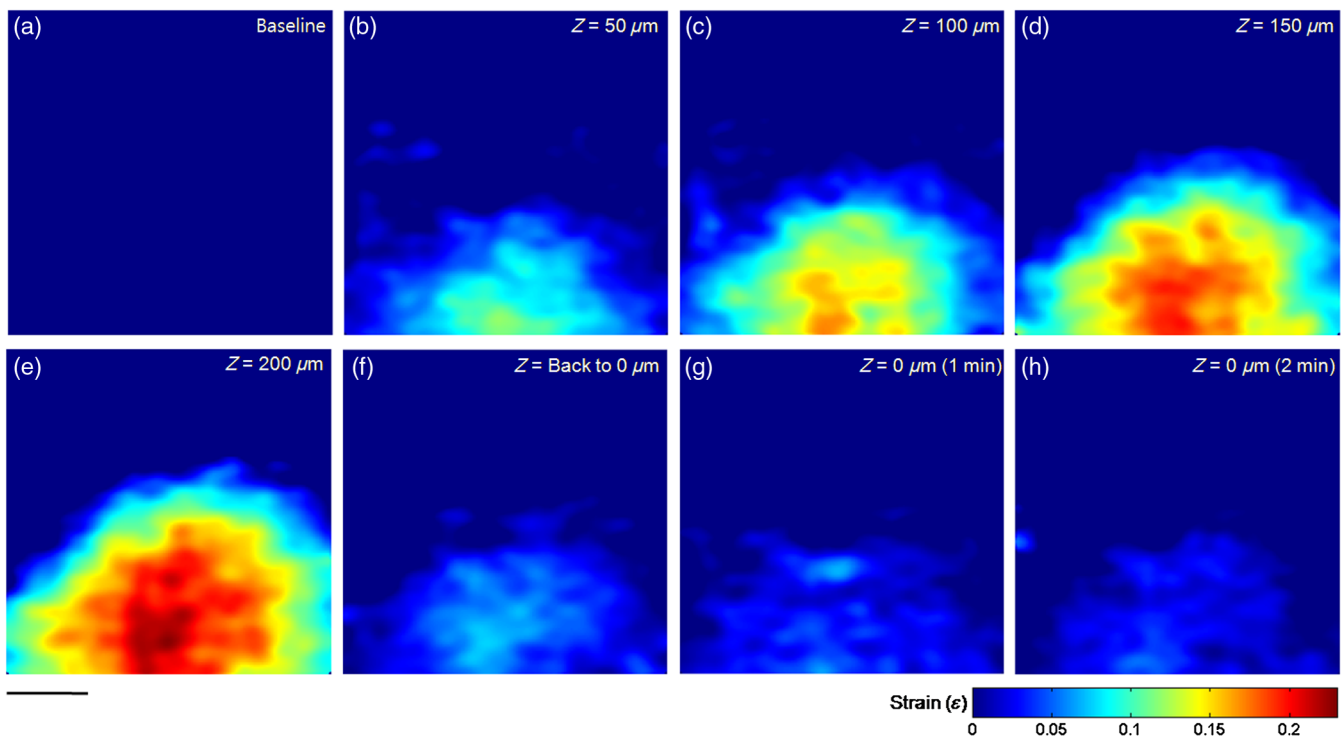 (a) Baseline
(b) Z = 50 µm
(c) Z = 100 µm
(d) Z = 150 µm
(e) Z = 200 µm
(f) Z = Back to 0 µm
(g) Z = 0 µm (1 min)
(h) Z = 0 µm (2 min)
Strain (ε)
0 0.05 0.1 0.15 0.2